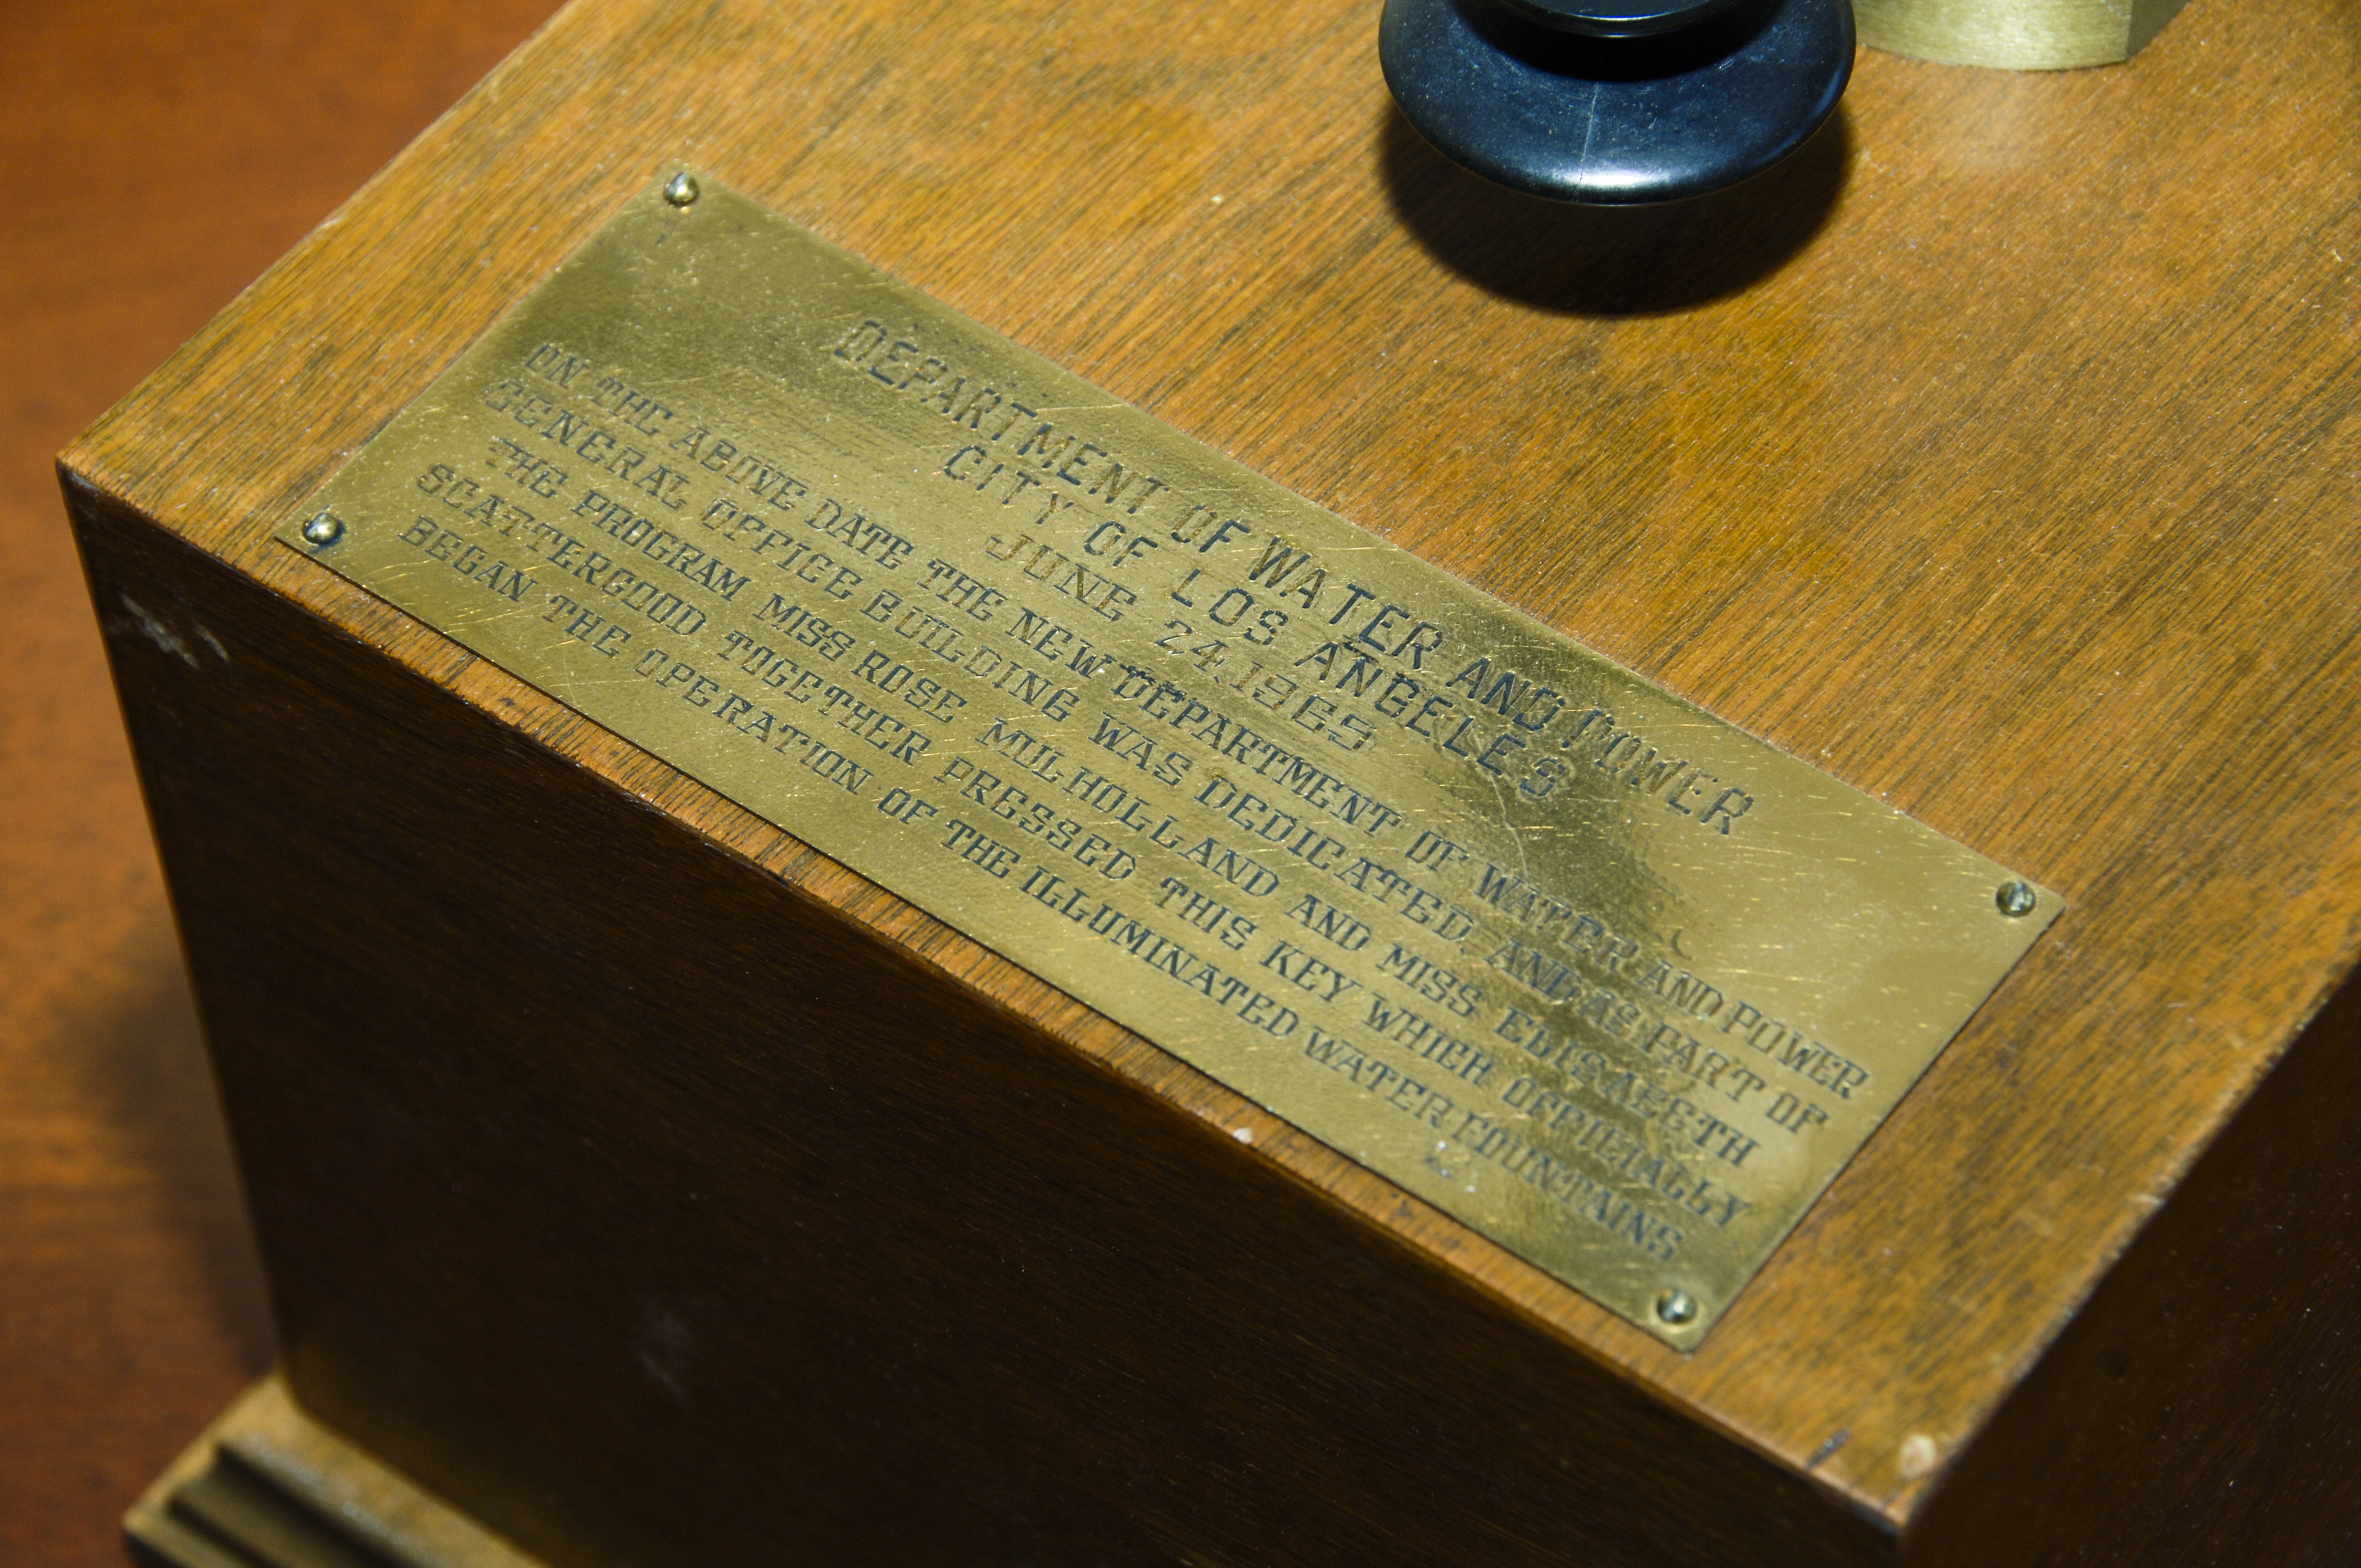 DEPARTMENT OF WATER AND POWER
CITY OF LOS ANGELES
JUNE 24, 1965
ON THE ABOVE DATE THE NEW DEPARTMENT OF WATER AND POWER
GENERAL OFFICE BUILDING WAS DEDICATED, AND AS PART OF
THE PROGRAM MISS ROSE MULHOLLAND AND MISS ELISABETH
SCATTERGOOD TOGETHER PRESSED THIS KEY WHICH OFFICIALLY
BEGAN THE OPERATION OF THE ILLUMINATED WATER FOUNTAINS